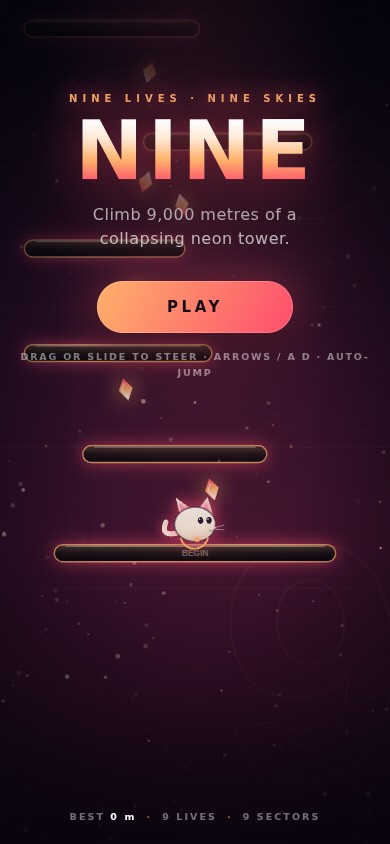 NINE LIVES · NINE SKIES
NINE
Climb 9,000 metres of a
collapsing neon tower.
PLAY
DRAG OR SLIDE TO STEER · ARROWS / A D · AUTO-
JUMP
BEGIN
9
BEST 0 m · 9 LIVES · 9 SECTORS